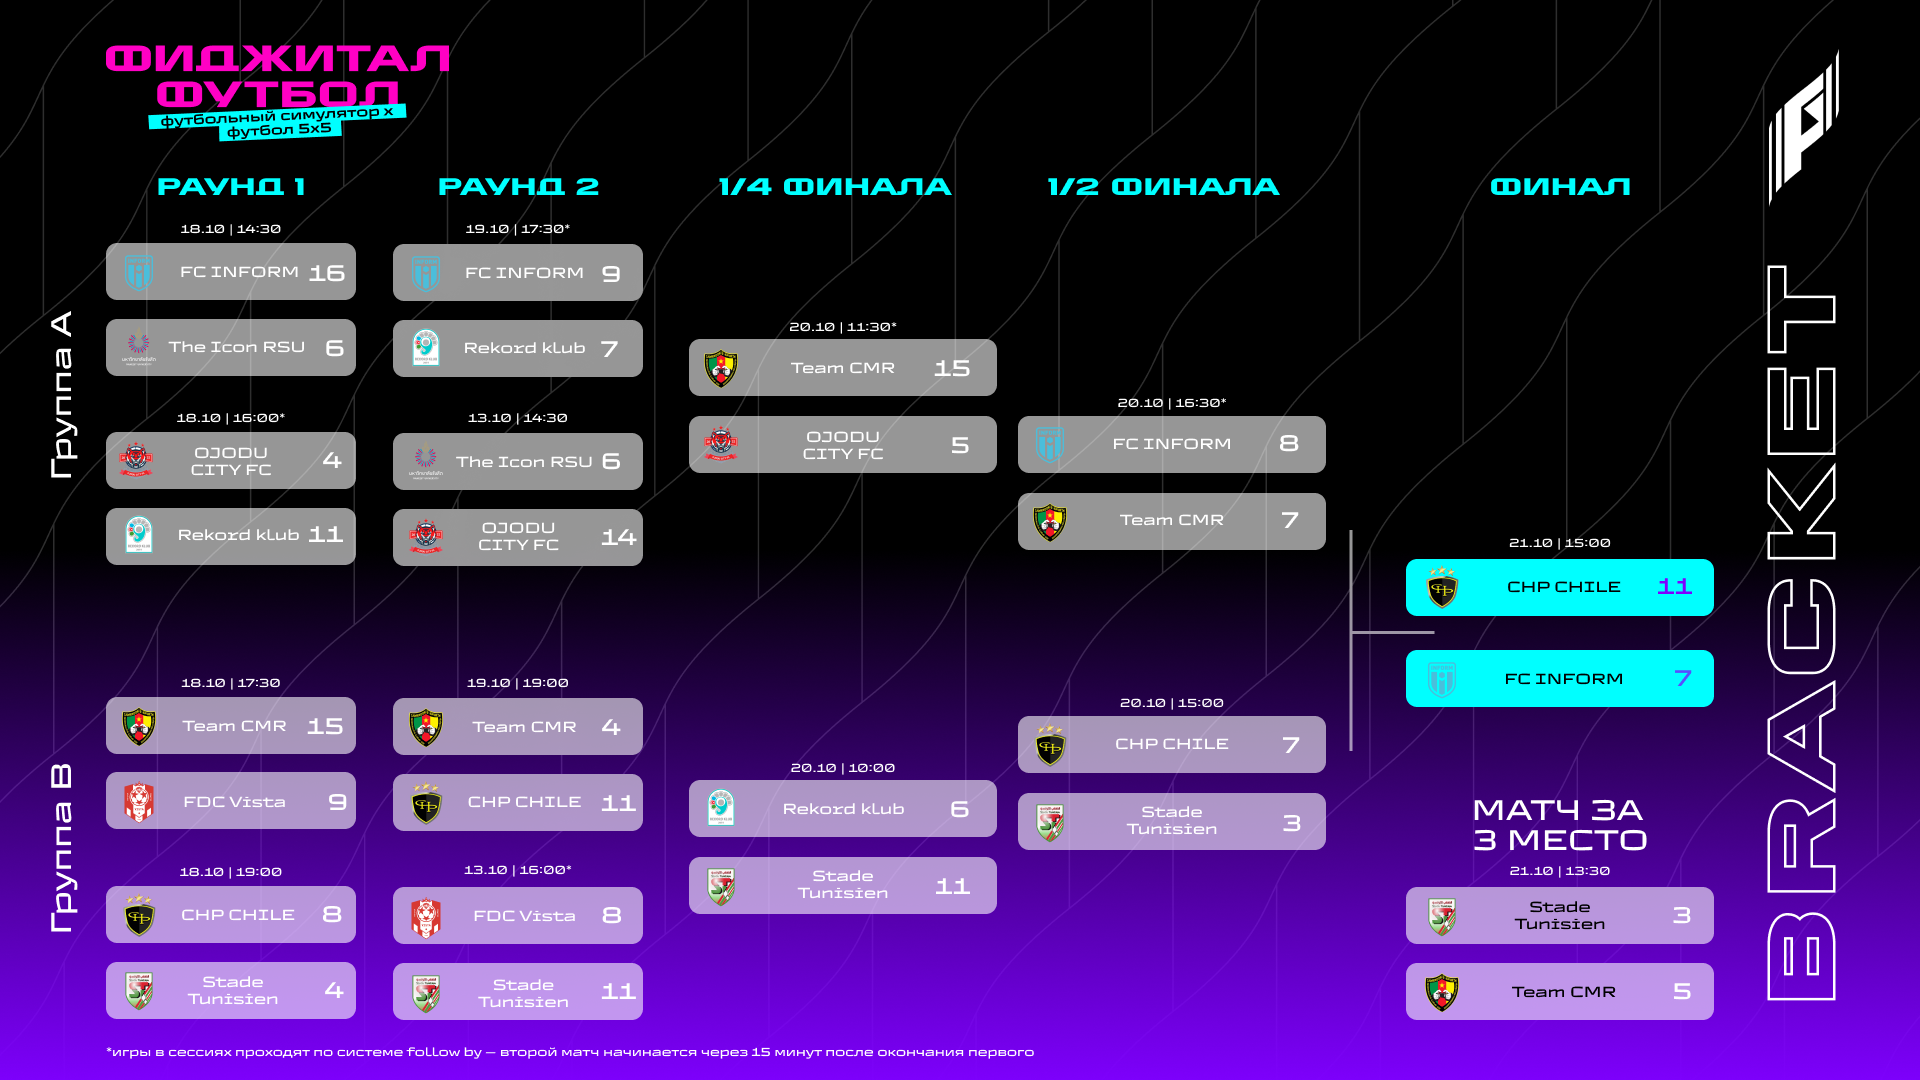 ФИДЖИТАЛ
ФУТБОЛ
футбольный симулятор х
футбол 5х5
РАУНД 1
РАУНД 2
1/4 ФИНАЛА
1/2 ФИНАЛА
ФИНАЛ
Группа А
18.10 | 14:30
FC INFORM 16
The Icon RSU 6
18.10 | 16:00*
OJODU
CITY FC 4
Rekord klub 11
19.10 | 17:30*
FC INFORM 9
Rekord klub 7
13.10 | 14:30
The Icon RSU 6
OJODU
CITY FC 14
Группа В
18.10 | 17:30
Team CMR 15
FDC Vista 9
18.10 | 19:00
CHP CHILE 8
Stade
Tunisien 4
19.10 | 19:00
Team CMR 4
CHP CHILE 11
13.10 | 16:00*
FDC Vista 8
Stade
Tunisien 11
20.10 | 11:30*
Team CMR 15
OJODU
CITY FC 5
20.10 | 10:00
Rekord klub 6
Stade
Tunisien 11
20.10 | 16:30*
FC INFORM 8
Team CMR 7
20.10 | 15:00
CHP CHILE 7
Stade
Tunisien 3
21.10 | 15:00
CHP CHILE 11
FC INFORM 7
МАТЧ ЗА
3 МЕСТО
21.10 | 13:30
Stade
Tunisien 3
Team CMR 5
BRACKET
*игры в сессиях проходят по системе follow by – второй матч начинается через 15 минут после окончания первого